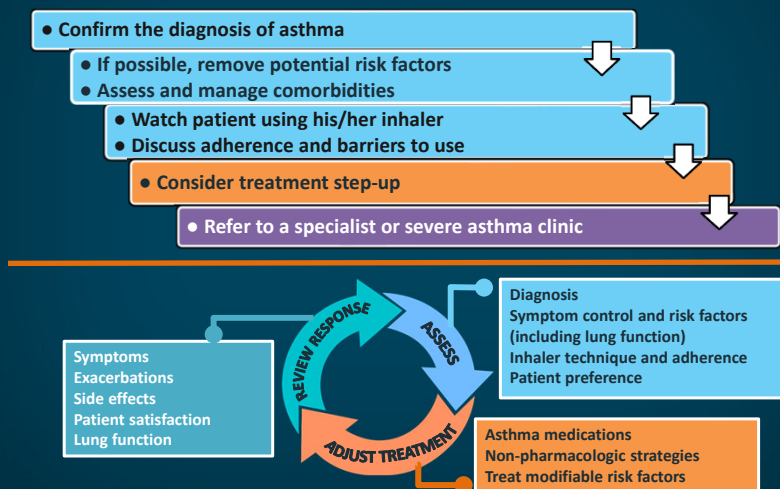 ● Confirm the diagnosis of asthma
● If possible, remove potential risk factors
● Assess and manage comorbidities
● Watch patient using his/her inhaler
● Discuss adherence and barriers to use
● Consider treatment step-up
● Refer to a specialist or severe asthma clinic
REVIEW RESPONSE
ASSESS
ADJUST TREATMENT
Diagnosis
Symptom control and risk factors
(including lung function)
Inhaler technique and adherence
Patient preference
Symptoms
Exacerbations
Side effects
Patient satisfaction
Lung function
Asthma medications
Non-pharmacologic strategies
Treat modifiable risk factors